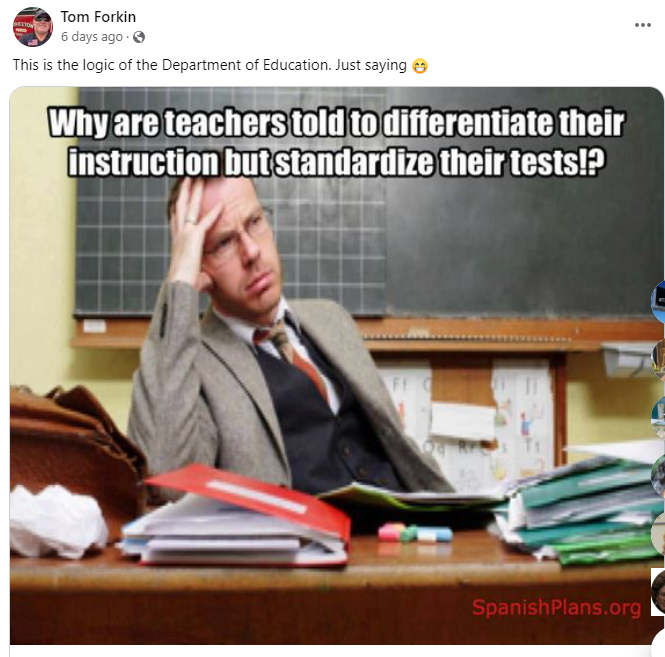 Tom Forkin
6 days ago
This is the logic of the Department of Education. Just saying 😁
Why are teachers told to differentiate their
instruction but standardize their tests!?
Ff
SpanishPlans.org